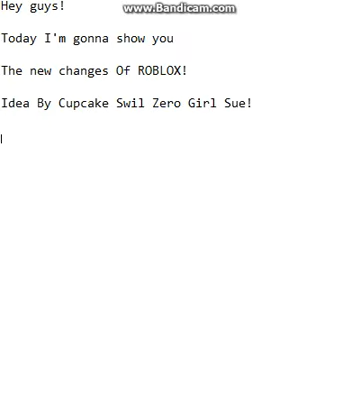 www.Bandicam.com
Hey guys!
Today I'm gonna show you
The new changes Of ROBLOX!
Idea By Cupcake Swil Zero Girl Sue!